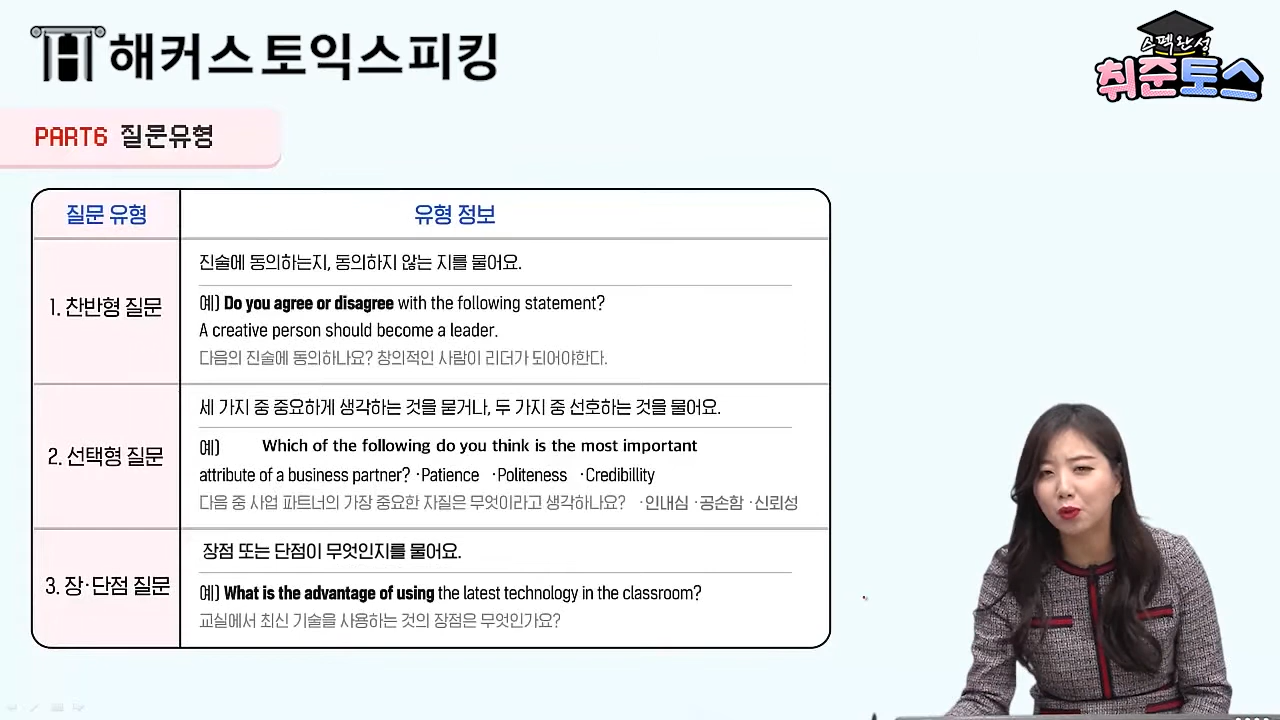 해커스 토익스피킹
스펙완성
취준토스
PART6 질문유형
질문 유형
유형 정보
1. 찬반형 질문
진술에 동의하는지, 동의하지 않는 지를 물어요.
예) Do you agree or disagree with the following statement?
A creative person should become a leader.
다음의 진술에 동의하나요? 창의적인 사람이 리더가 되어야한다.
2. 선택형 질문
세 가지 중 중요하게 생각하는 것을 묻거나, 두 가지 중 선호하는 것을 물어요.
예) Which of the following do you think is the most important
attribute of a business partner? ·Patience ·Politeness ·Credibillity
다음 중 사업 파트너의 가장 중요한 자질은 무엇이라고 생각하나요? ·인내심 ·공손함 ·신뢰성
3. 장·단점 질문
장점 또는 단점이 무엇인지를 물어요.
예) What is the advantage of using the latest technology in the classroom?
교실에서 최신 기술을 사용하는 것의 장점은 무엇인가요?